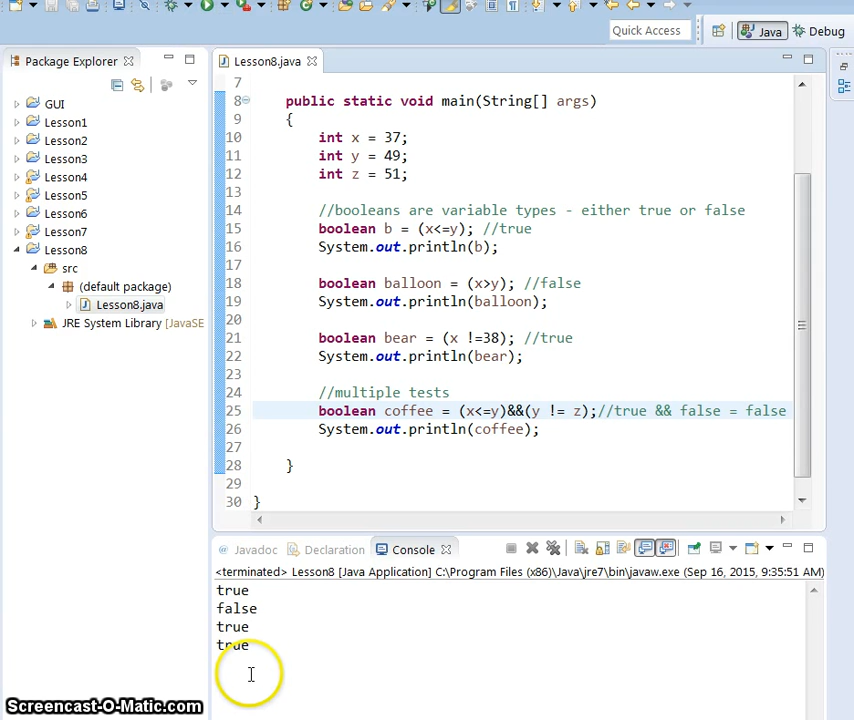 Quick Access
Java
Debug
Package Explorer
GUI
Lesson1
Lesson2
Lesson3
Lesson4
Lesson5
Lesson6
Lesson7
Lesson8
src
(default package)
Lesson8.java
JRE System Library [JavaSE
Lesson8.java
7
8 public static void main(String[] args)
9 {
10 int x = 37;
11 int y = 49;
12 int z = 51;
13
14 //booleans are variable types - either true or false
15 boolean b = (x<=y); //true
16 System.out.println(b);
17
18 boolean balloon = (x>y); //false
19 System.out.println(balloon);
20
21 boolean bear = (x !=38); //true
22 System.out.println(bear);
23
24 //multiple tests
25 boolean coffee = (x<=y)&&(y != z);//true && false = false
26 System.out.println(coffee);
27
28 }
29
30 }
Javadoc
Declaration
Console
<terminated> Lesson8 [Java Application] C:\Program Files (x86)\Java\jre7\bin\javaw.exe (Sep 16, 2015, 9:35:51 AM)
true
false
true
true
Screencast-O-Matic.com